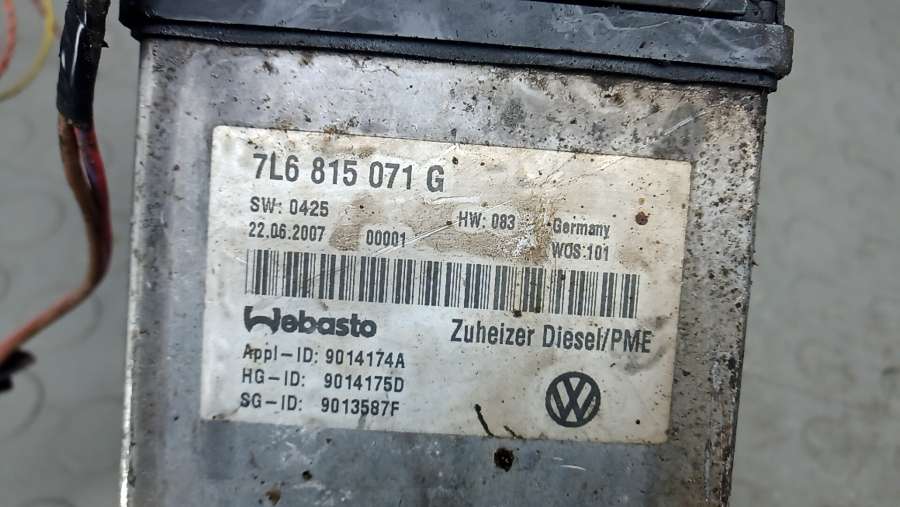 7L6 815 071 G
SW: 0425 HW: 083 Germany
22.06.2007 00001 WOS:101
Webasto Zuheizer Diesel/PME
Appl-ID: 9014174A
HG-ID: 9014175D
SG-ID: 9013587F
VW